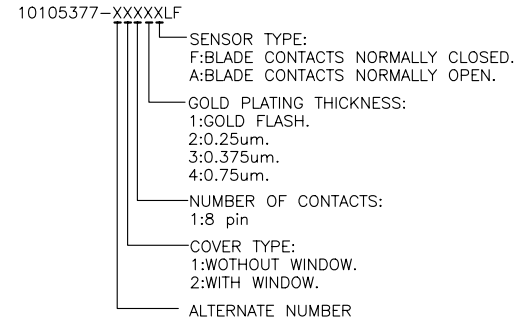 10105377-XXXXXLF
SENSOR TYPE:
F:BLADE CONTACTS NORMALLY CLOSED.
A:BLADE CONTACTS NORMALLY OPEN.
GOLD PLATING THICKNESS:
1:GOLD FLASH.
2:0.25um.
3:0.375um.
4:0.75um.
NUMBER OF CONTACTS:
1:8 pin
COVER TYPE:
1:WOTHOUT WINDOW.
2:WITH WINDOW.
ALTERNATE NUMBER